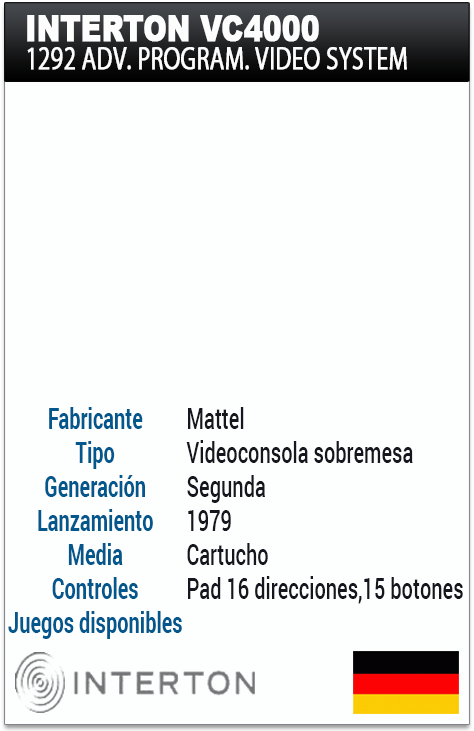 INTERTON VC4000
1292 ADV. PROGRAM. VIDEO SYSTEM
Fabricante Mattel
Tipo Videoconsola sobremesa
Generación Segunda
Lanzamiento 1979
Media Cartucho
Controles Pad 16 direcciones,15 botones
Juegos disponibles
INTERTON